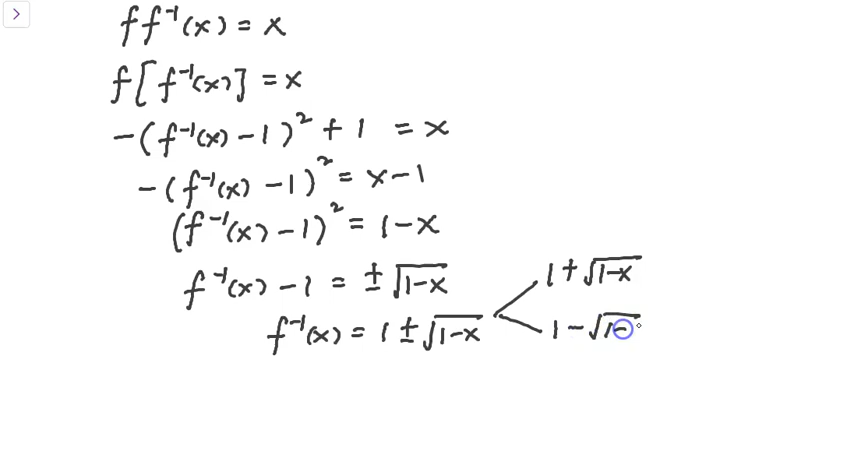 ff⁻¹(x) = x
f[f⁻¹(x)] = x
-(f⁻¹(x) - 1)² + 1 = x
-(f⁻¹(x) - 1)² = x - 1
(f⁻¹(x) - 1)² = 1 - x
f⁻¹(x) - 1 = ± √(1-x)
1 + √(1-x)
f⁻¹(x) = 1 ± √(1-x)
1 - √(1-